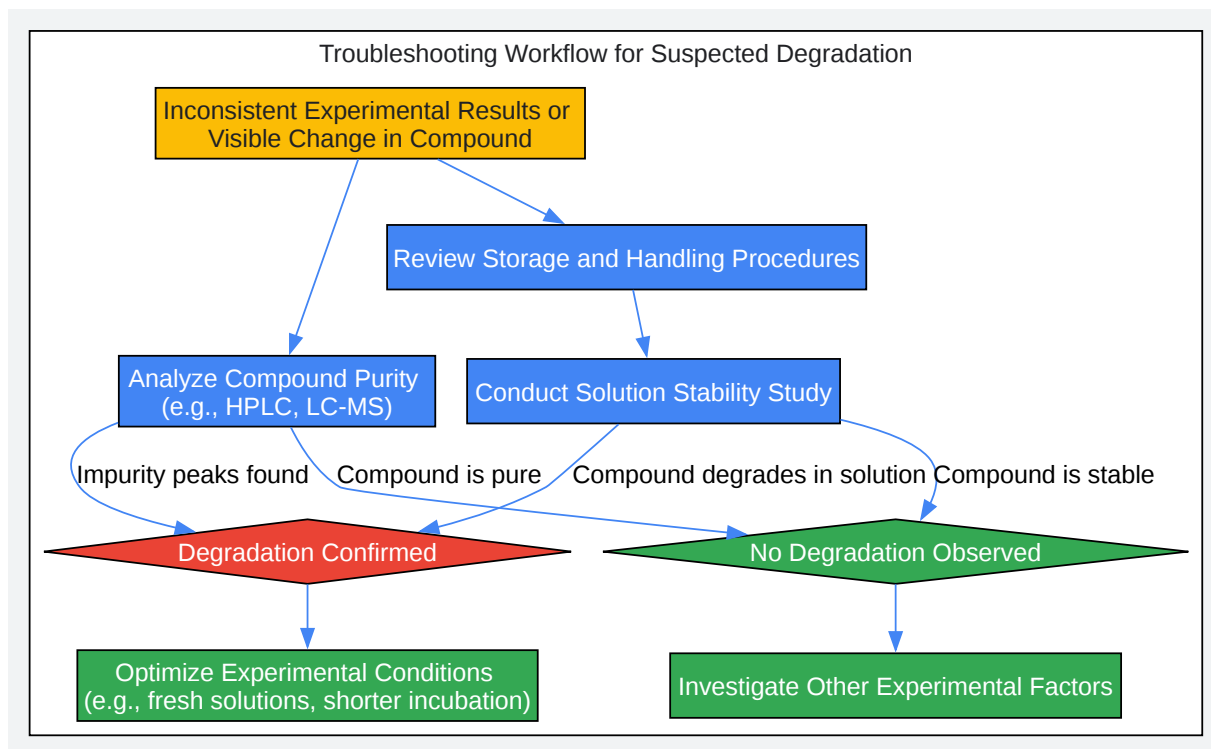 Troubleshooting Workflow for Suspected Degradation
Inconsistent Experimental Results or
Visible Change in Compound
Review Storage and Handling Procedures
Analyze Compound Purity
(e.g., HPLC, LC-MS)
Conduct Solution Stability Study
Impurity peaks found
Compound is pure
Compound degrades in solution
Compound is stable
Degradation Confirmed
No Degradation Observed
Optimize Experimental Conditions
(e.g., fresh solutions, shorter incubation)
Investigate Other Experimental Factors